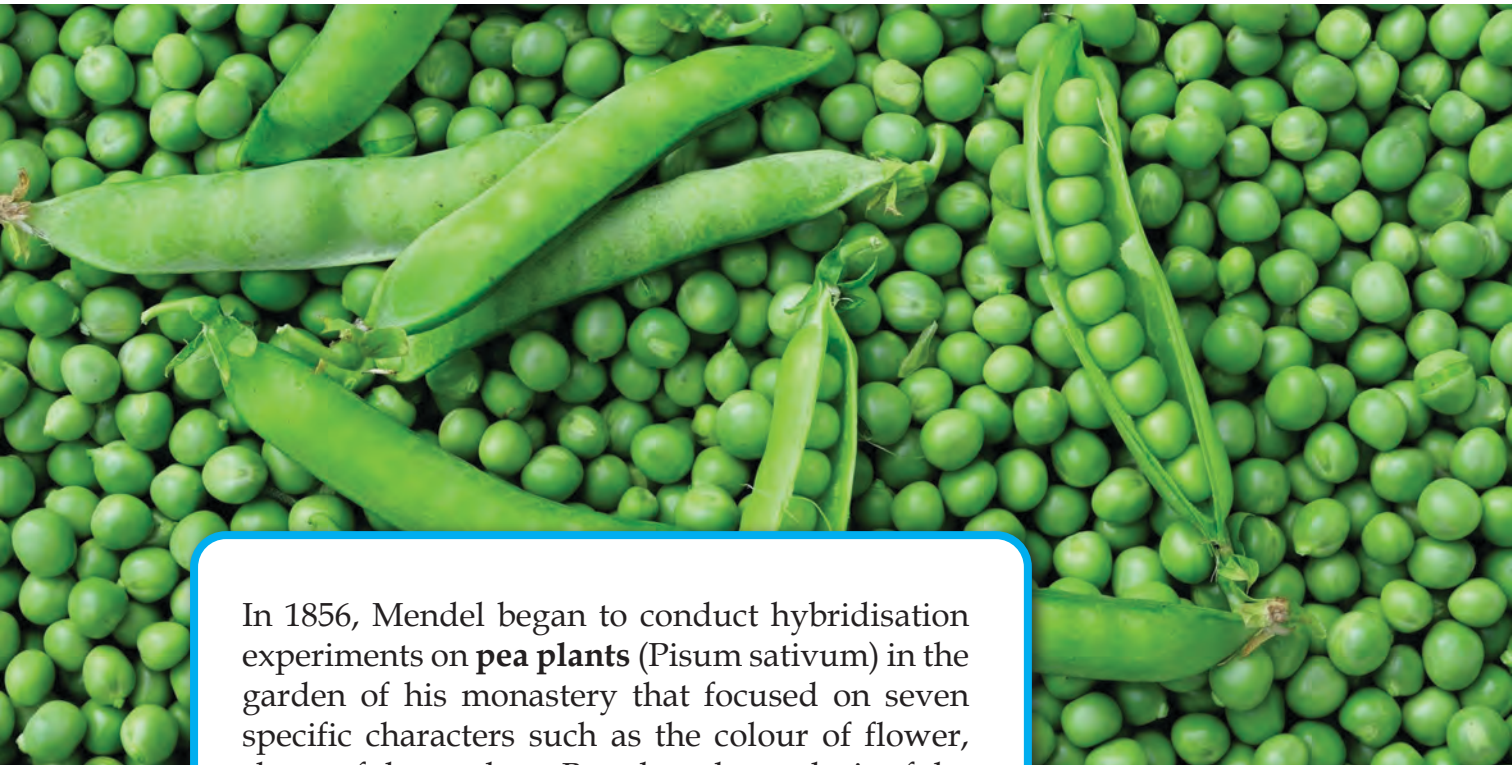 In 1856, Mendel began to conduct hybridisation
experiments on pea plants (Pisum sativum) in the
garden of his monastery that focused on seven
specific characters such as the colour of flower,